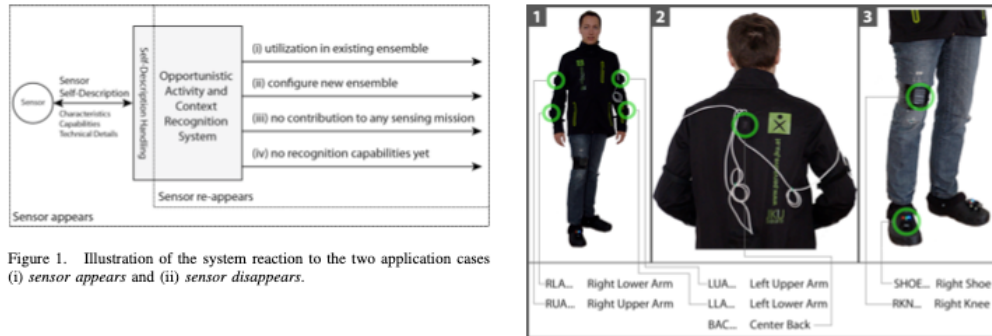 Sensor
Sensor
Self-Description
Characteristics
Capabilities
Technical Details
Self-Description Handling
Opportunistic
Activity and
Context
Recognition
System
(i) utilization in existing ensemble
(ii) configure new ensemble
(iii) no contribution to any sensing mission
(iv) no recognition capabilities yet
Sensor re-appears
Sensor appears
Figure 1. Illustration of the system reaction to the two application cases
(i) sensor appears and (ii) sensor disappears.
1
2
3
RLA... Right Lower Arm
RUA... Right Upper Arm
LUA... Left Upper Arm
LLA... Left Lower Arm
BAC... Center Back
SHOE... Right Shoe
RKN... Right Knee